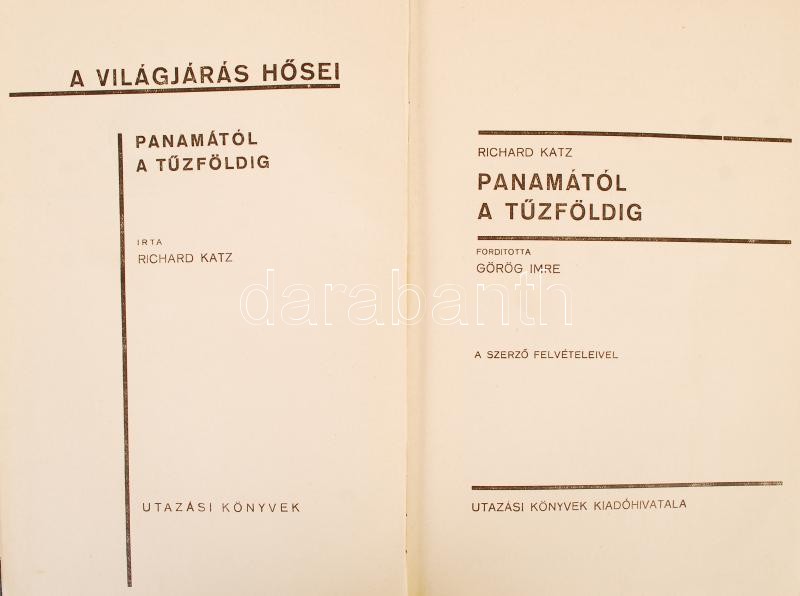 A VILÁGJÁRÁS HŐSEI
PANAMÁTÓL
A TŰZFÖLDIG
IRTA
RICHARD KATZ
UTAZÁSI KÖNYVEK
RICHARD KATZ
PANAMÁTÓL
A TŰZFÖLDIG
FORDITOTTA
GÖRÖG IMRE
A SZERZŐ FELVÉTELEIVEL
UTAZÁSI KÖNYVEK KIADÓHIVATALA
darabanth